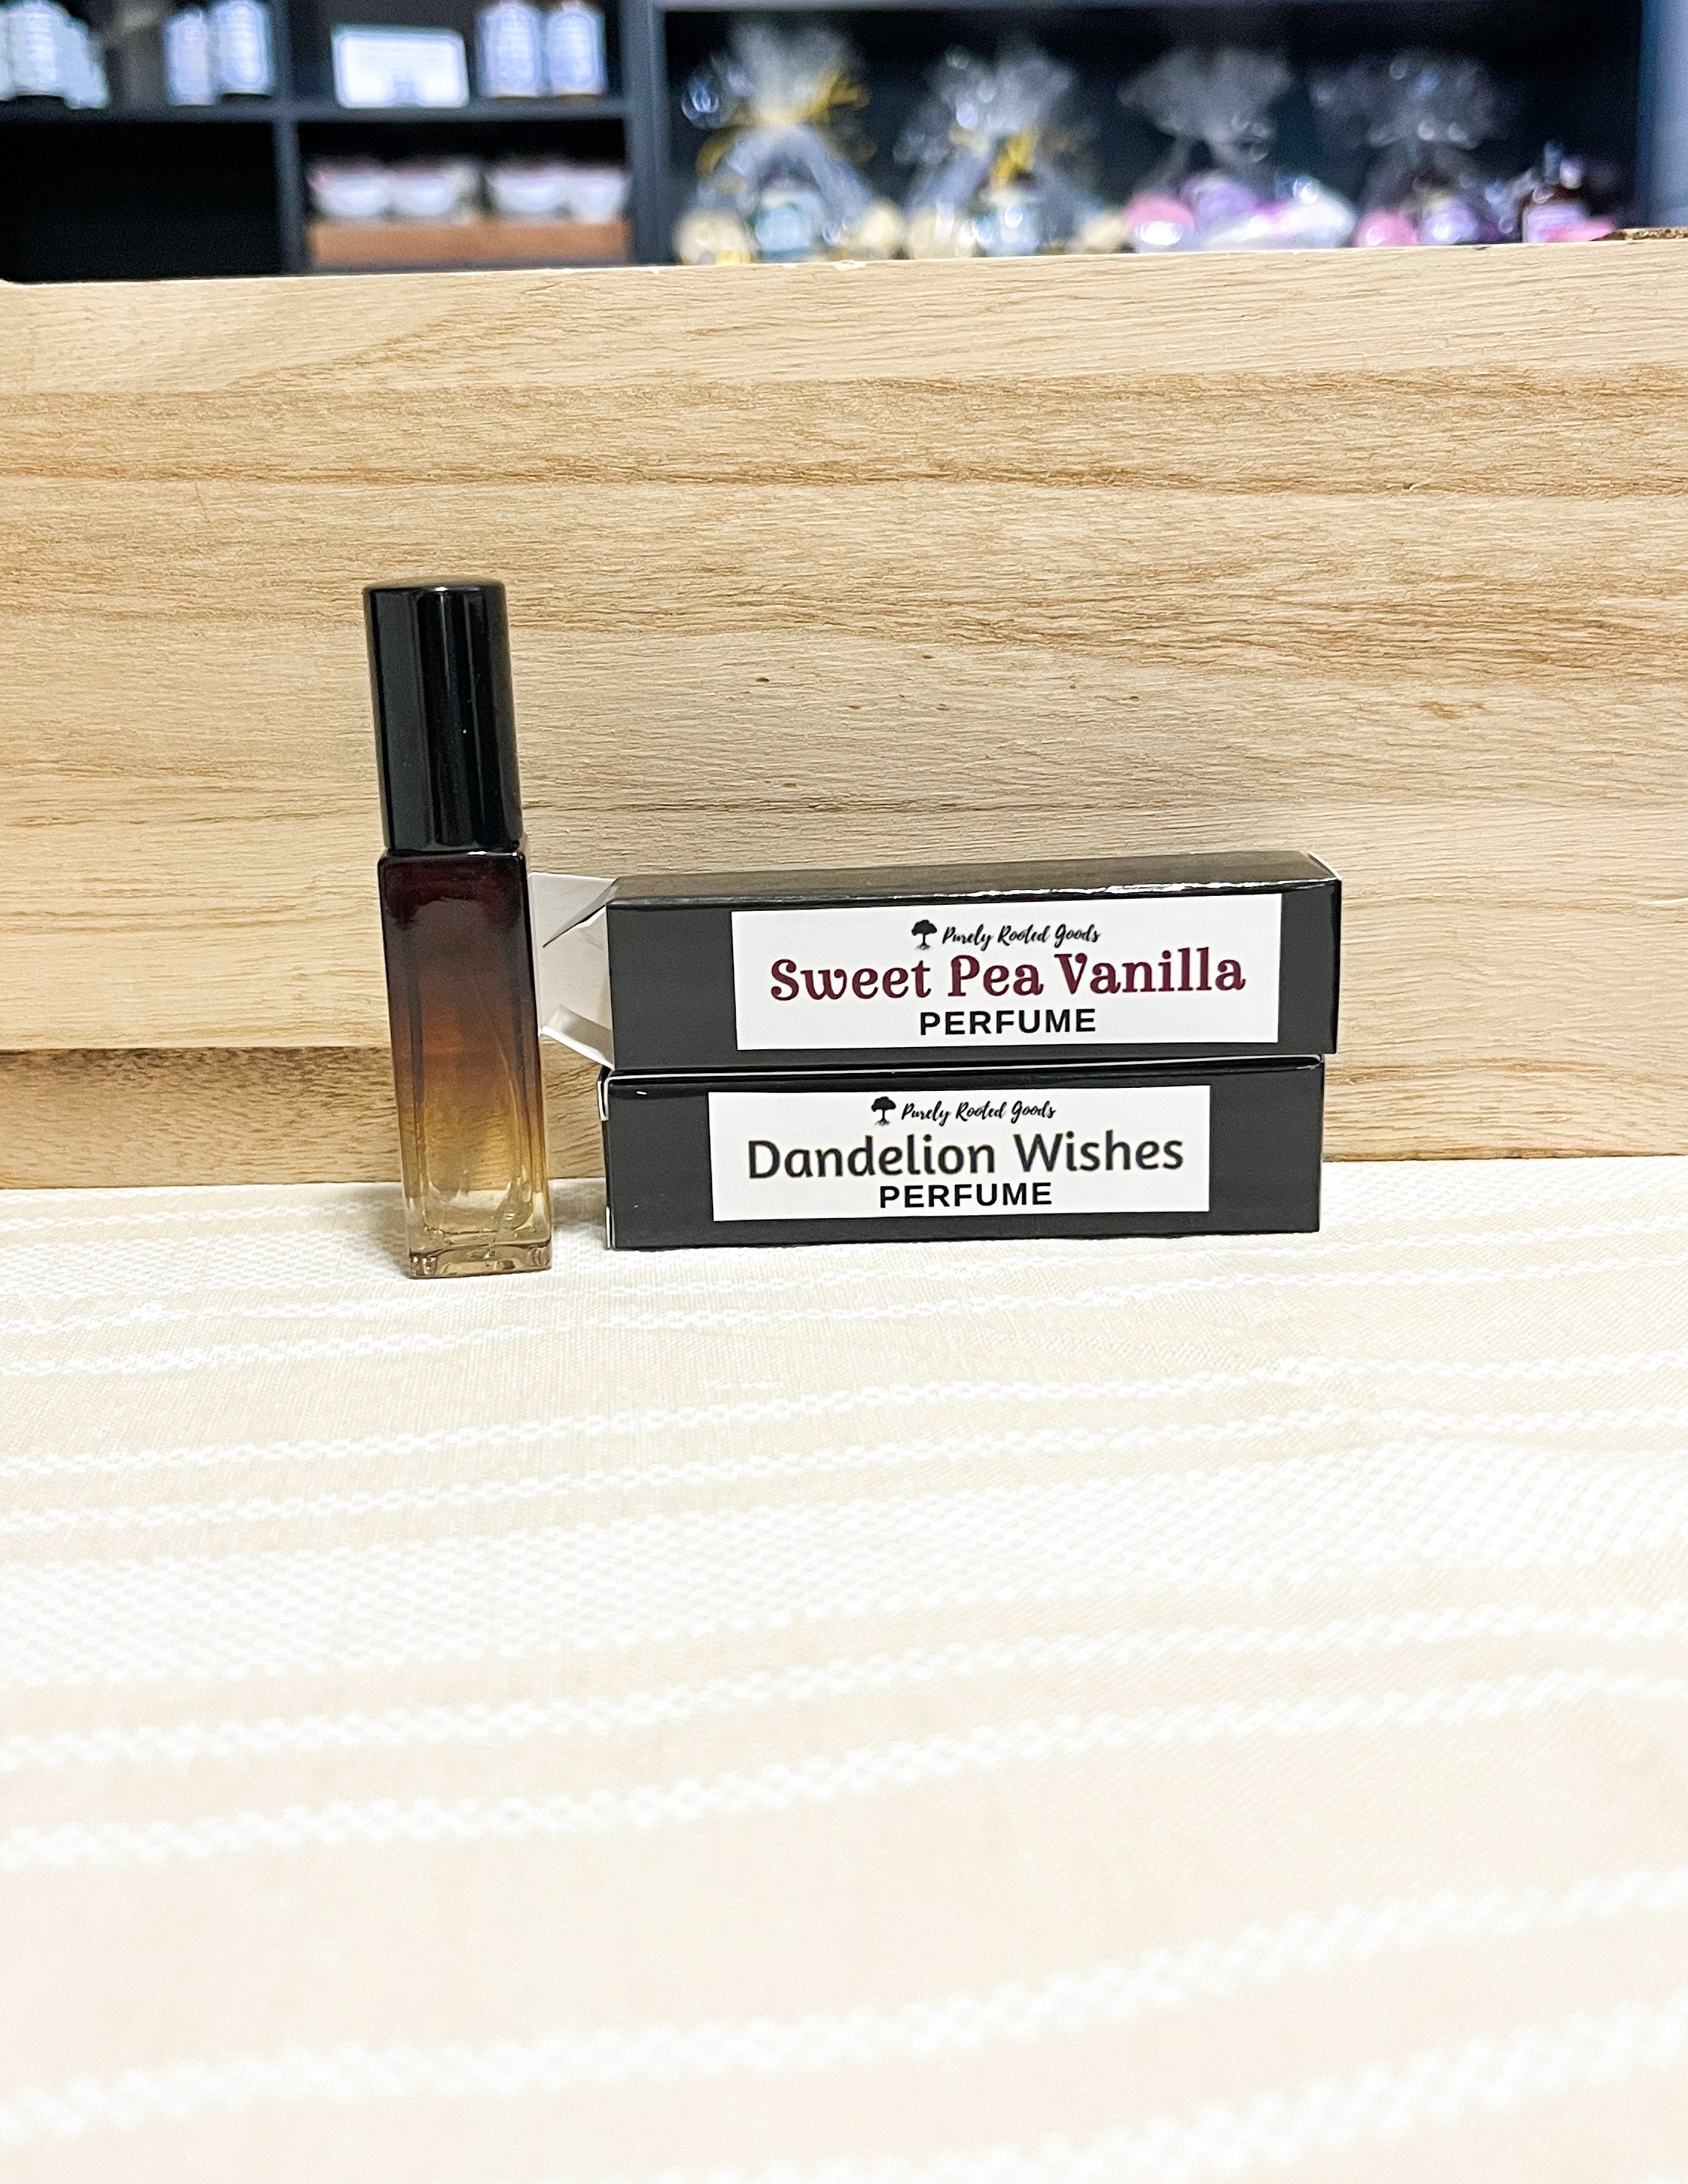 Purely Rooted Goods
Sweet Pea Vanilla
PERFUME
Purely Rooted Goods
Dandelion Wishes
PERFUME